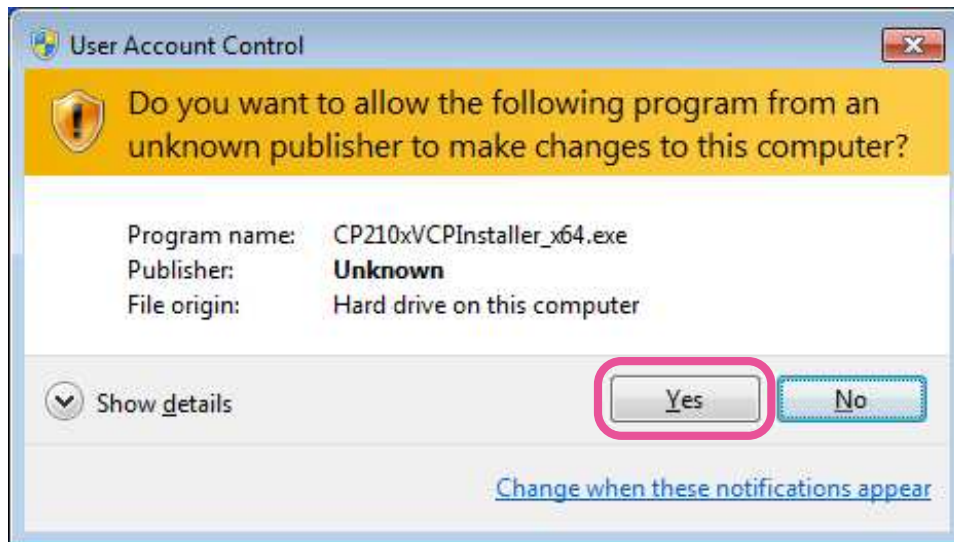 User Account Control
Do you want to allow the following program from an
unknown publisher to make changes to this computer?
Program name: CP210xVCPInstaller_x64.exe
Publisher: Unknown
File origin: Hard drive on this computer
Show details
Yes
No
Change when these notifications appear